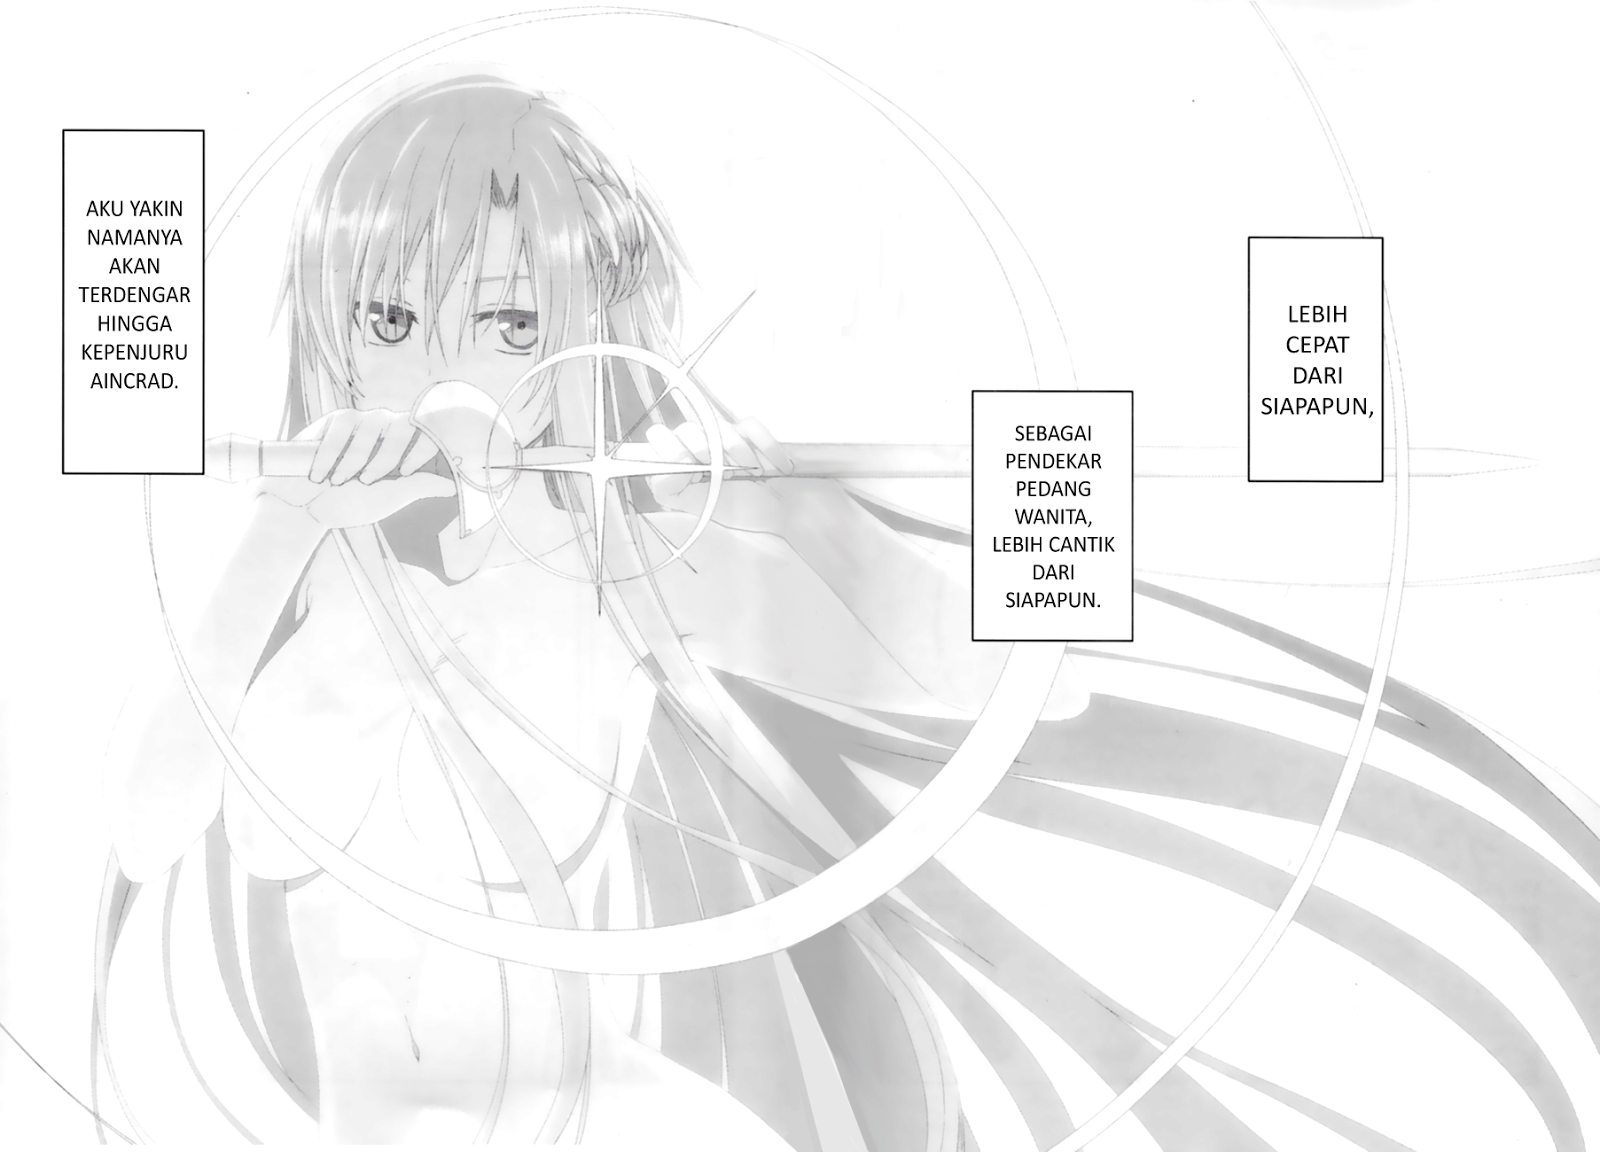 LEBIH
CEPAT
DARI
SIAPAPUN,
SEBAGAI
PENDEKAR
PEDANG
WANITA,
LEBIH CANTIK
DARI
SIAPAPUN.
AKU YAKIN
NAMANYA
AKAN
TERDENGAR
HINGGA
KEPENJURU
AINCRAD.